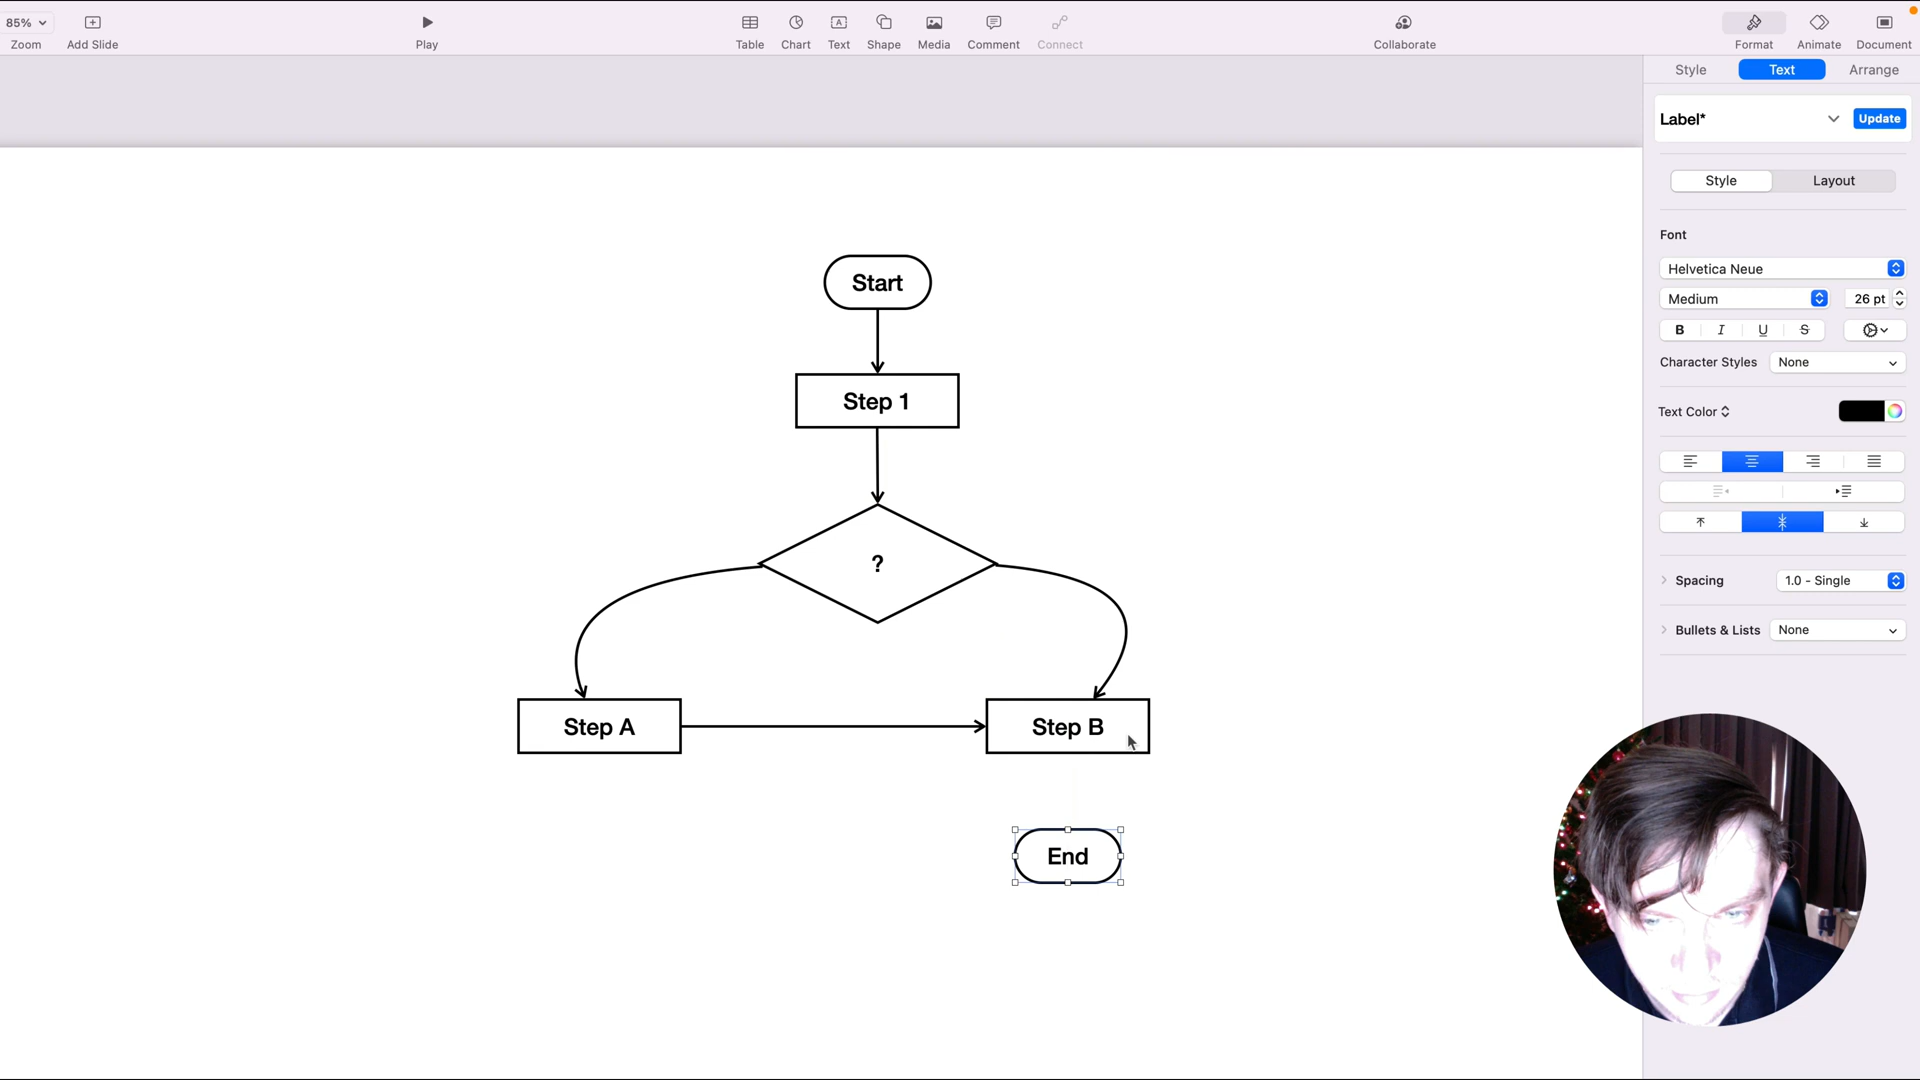 85%
Zoom
Add Slide
Play
Table
Chart
Text
Shape
Media
Comment
Connect
Collaborate
Format
Animate
Document
Style
Text
Arrange
Label*
Update
Style
Layout
Font
Helvetica Neue
Medium
26 pt
B
I
U
S
Character Styles
None
Text Color
Spacing
1.0 - Single
Bullets & Lists
None
Start
Step 1
?
Step A
Step B
End